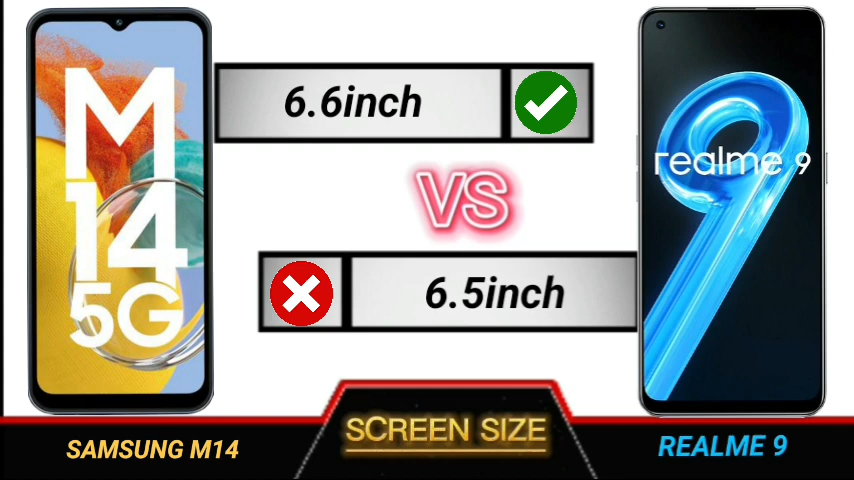 M
14
5G
6.6inch
VS
6.5inch
realme 9
SCREEN SIZE
SAMSUNG M14
REALME 9